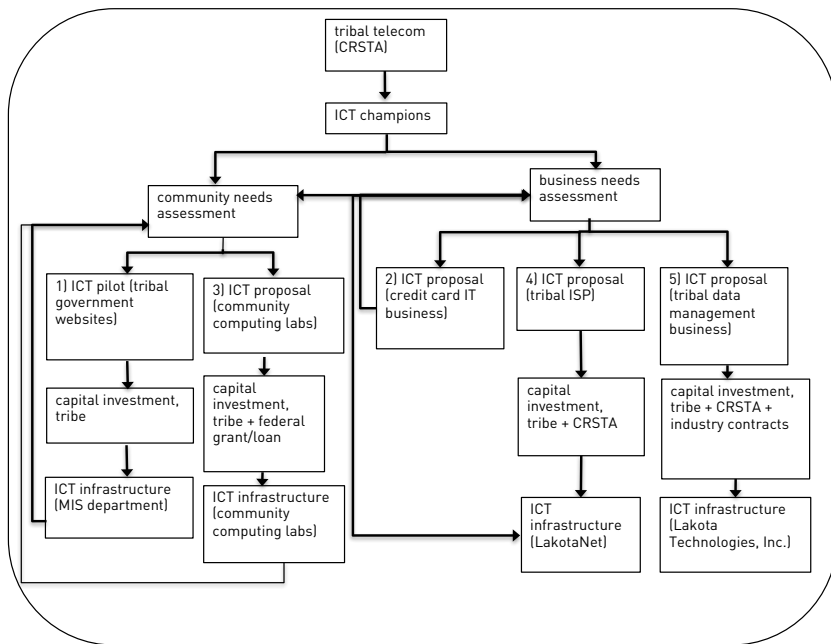 tribal telecom
(CRSTA)
ICT champions
community needs
assessment
business needs
assessment
1) ICT pilot (tribal
government
websites)
3) ICT proposal
(community
computing labs)
2) ICT proposal
(credit card IT
business)
4) ICT proposal
(tribal ISP)
5) ICT proposal
(tribal data
management
business)
capital investment,
tribe
capital
investment,
tribe + federal
grant/loan
capital
investment,
tribe + CRSTA
capital investment,
tribe + CRSTA +
industry contracts
ICT infrastructure
(MIS department)
ICT infrastructure
(community
computing labs)
ICT
infrastructure
(LakotaNet)
ICT infrastructure
(Lakota
Technologies, Inc.)